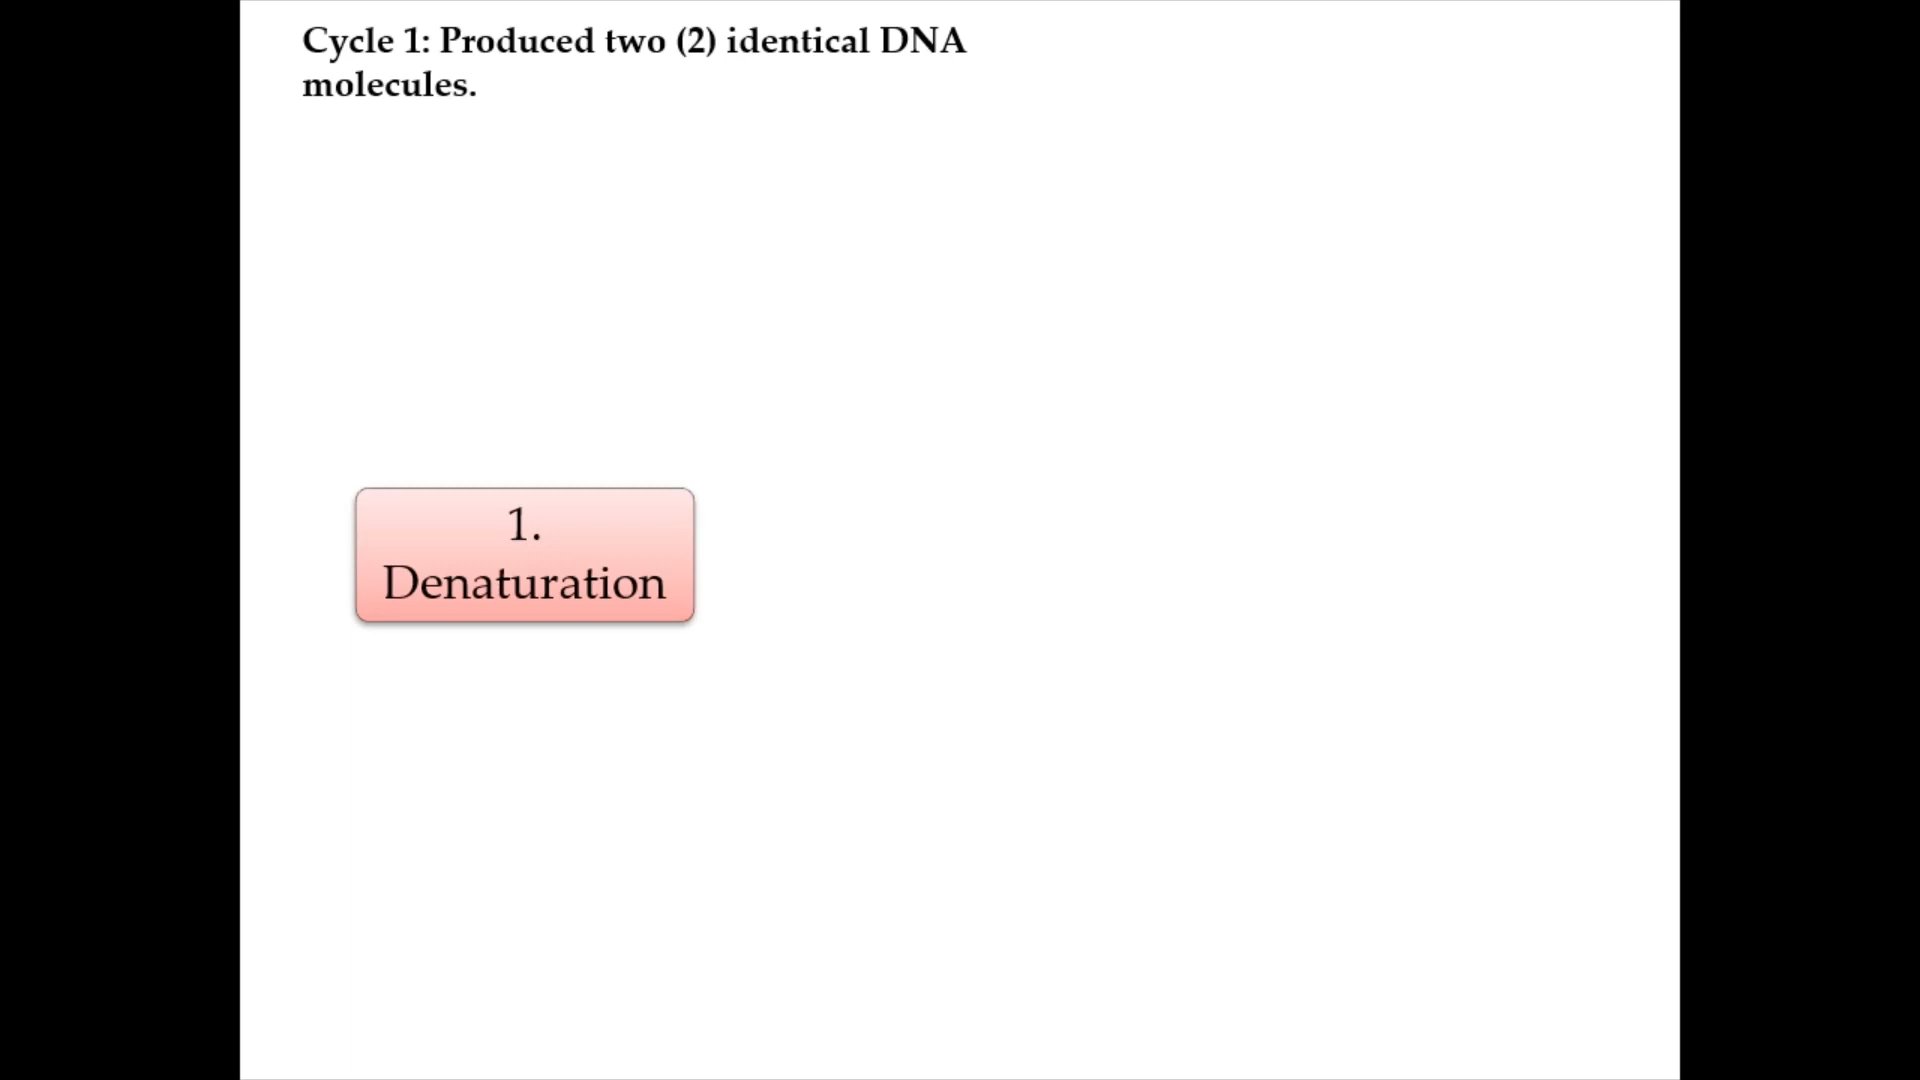 Cycle 1: Produced two (2) identical DNA
molecules.
1.
Denaturation